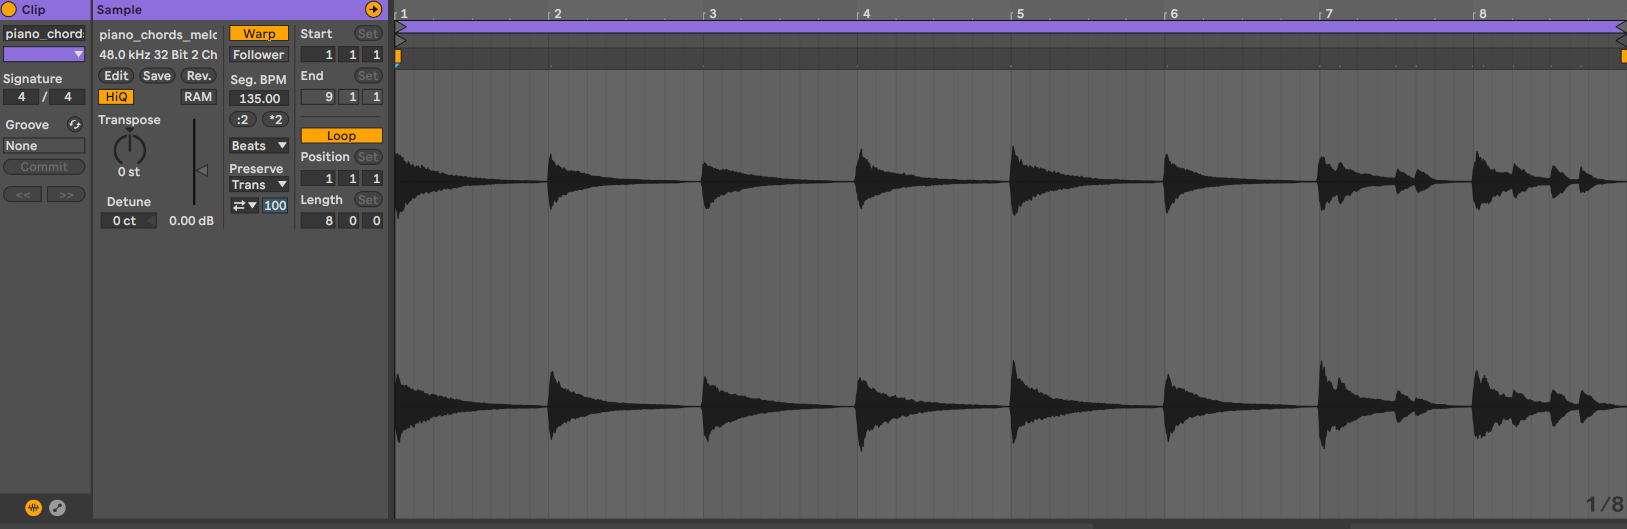 Clip
piano_chord
Signature
4 / 4
Groove
None
Commit
<< >>
Sample
piano_chords_melo
48.0 kHz 32 Bit 2 Ch
Edit Save Rev.
HiQ RAM
Transpose
0 st
Detune
0 ct 0.00 dB
Warp
Follower
Seg. BPM
135.00
:2 *2
Beats
Preserve
Trans
100
Start Set
1 1 1
End Set
9 1 1
Loop
Position Set
1 1 1
Length Set
8 0 0
1 2 3 4 5 6 7 8
1/8